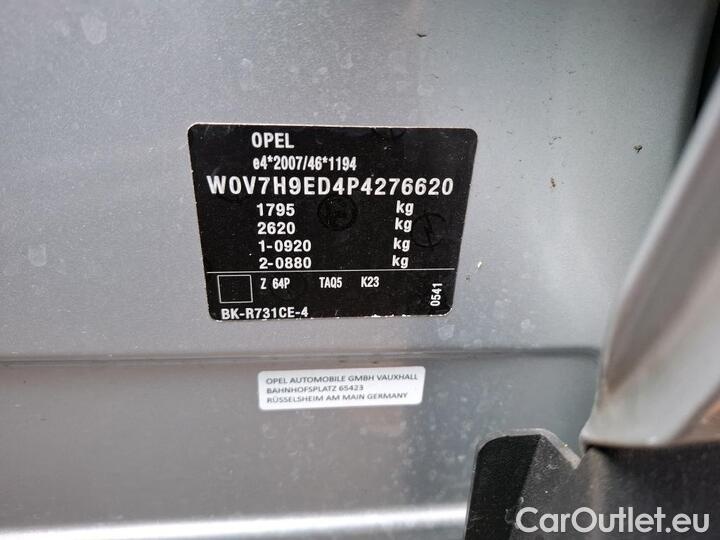 OPEL
e4*2007/46*1194
W0V7H9ED4P4276620
1795 kg
2620 kg
1-0920 kg
2-0880 kg
Z 64P TAQ5 K23
0541
BK-R731CE-4
OPEL AUTOMOBILE GMBH VAUXHALL
BAHNHOFSPLATZ 65423
RÜSSELSHEIM AM MAIN GERMANY
CarOutlet.eu